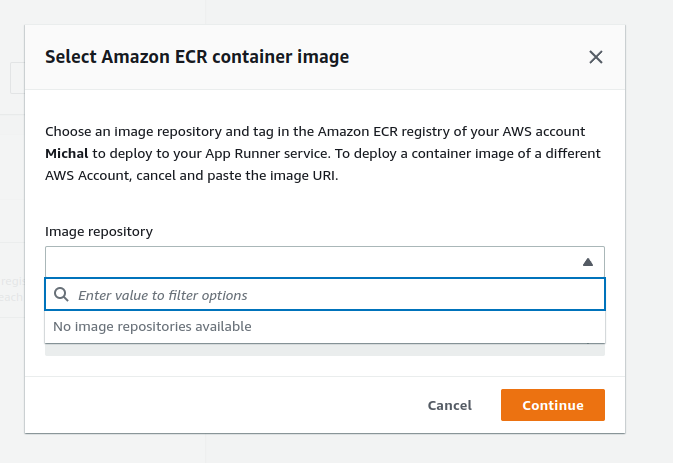 Select Amazon ECR container image
Choose an image repository and tag in the Amazon ECR registry of your AWS account
Michal to deploy to your App Runner service. To deploy a container image of a different
AWS Account, cancel and paste the image URI.
Image repository
Enter value to filter options
No image repositories available
Cancel
Continue